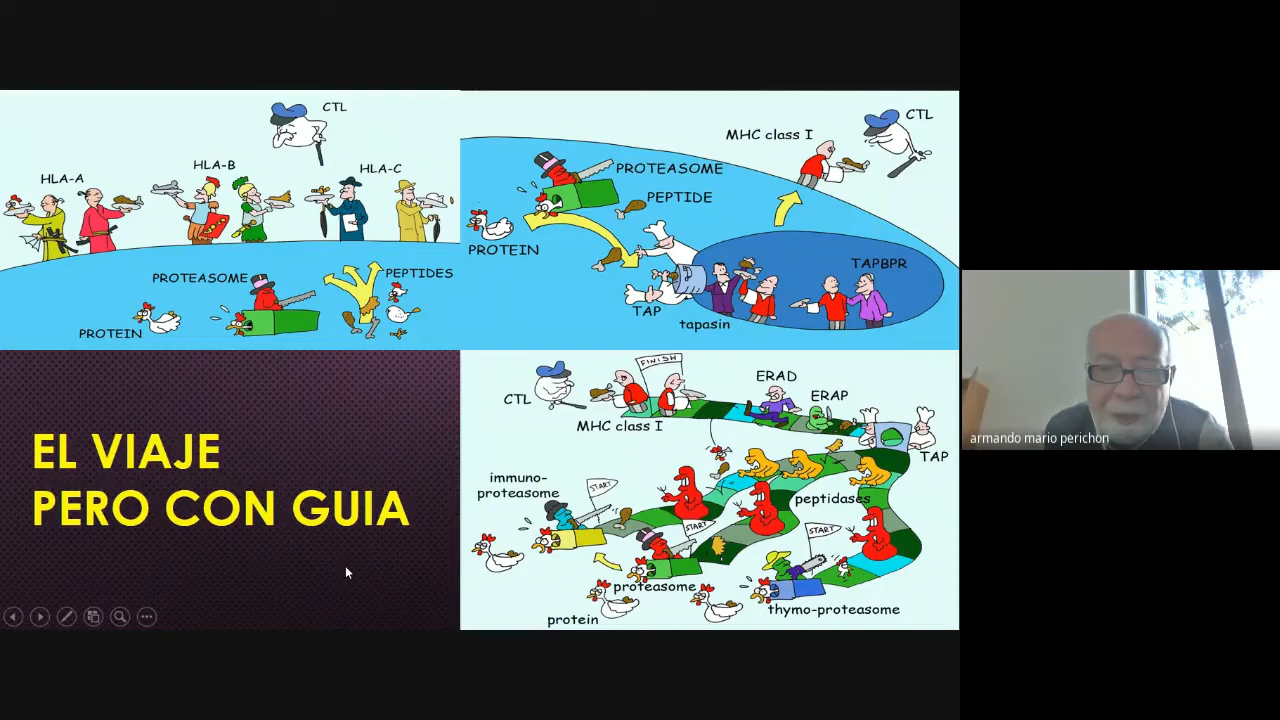 CTL
HLA-A
HLA-B
HLA-C
PROTEASOME
PEPTIDES
PROTEIN
CTL
MHC class I
PROTEASOME
PEPTIDE
PROTEIN
TAPBPR
TAP
tapasin
EL VIAJE
PERO CON GUIA
FINISH
CTL
ERAD
ERAP
MHC class I
TAP
immuno-
proteasome
START
peptidases
START
START
proteasome
thymo-proteasome
protein
armando mario perichon